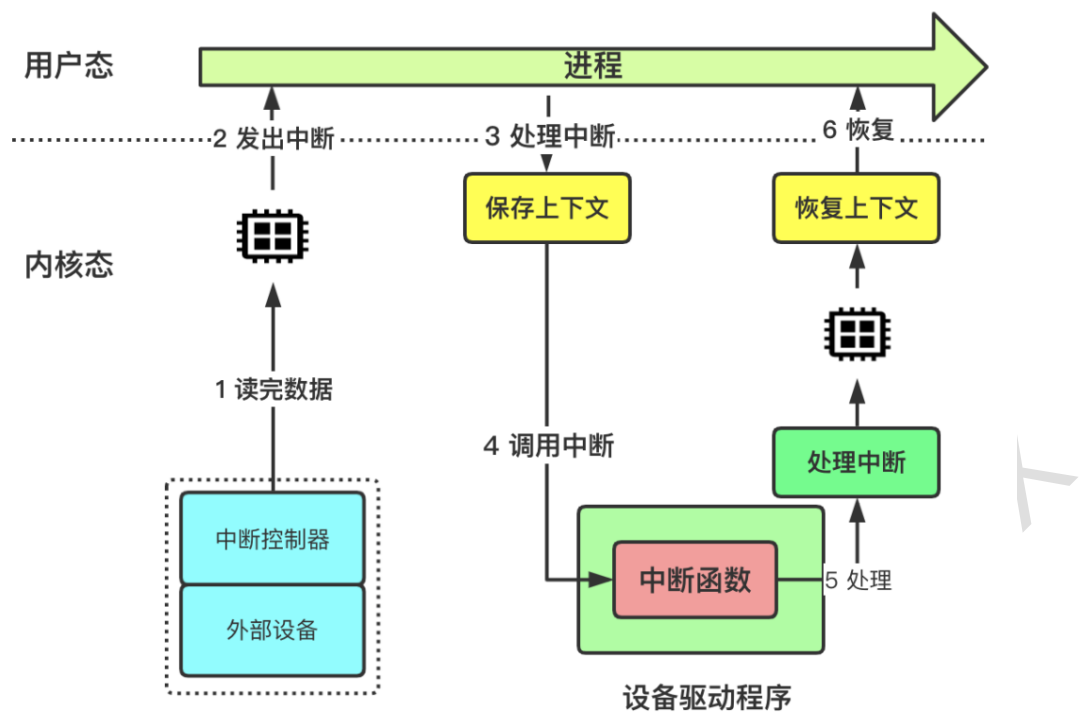 用户态
进程
2 发出中断
3 处理中断
6 恢复
保存上下文
恢复上下文
内核态
1 读完数据
4 调用中断
处理中断
中断控制器
中断函数
5 处理
外部设备
设备驱动程序